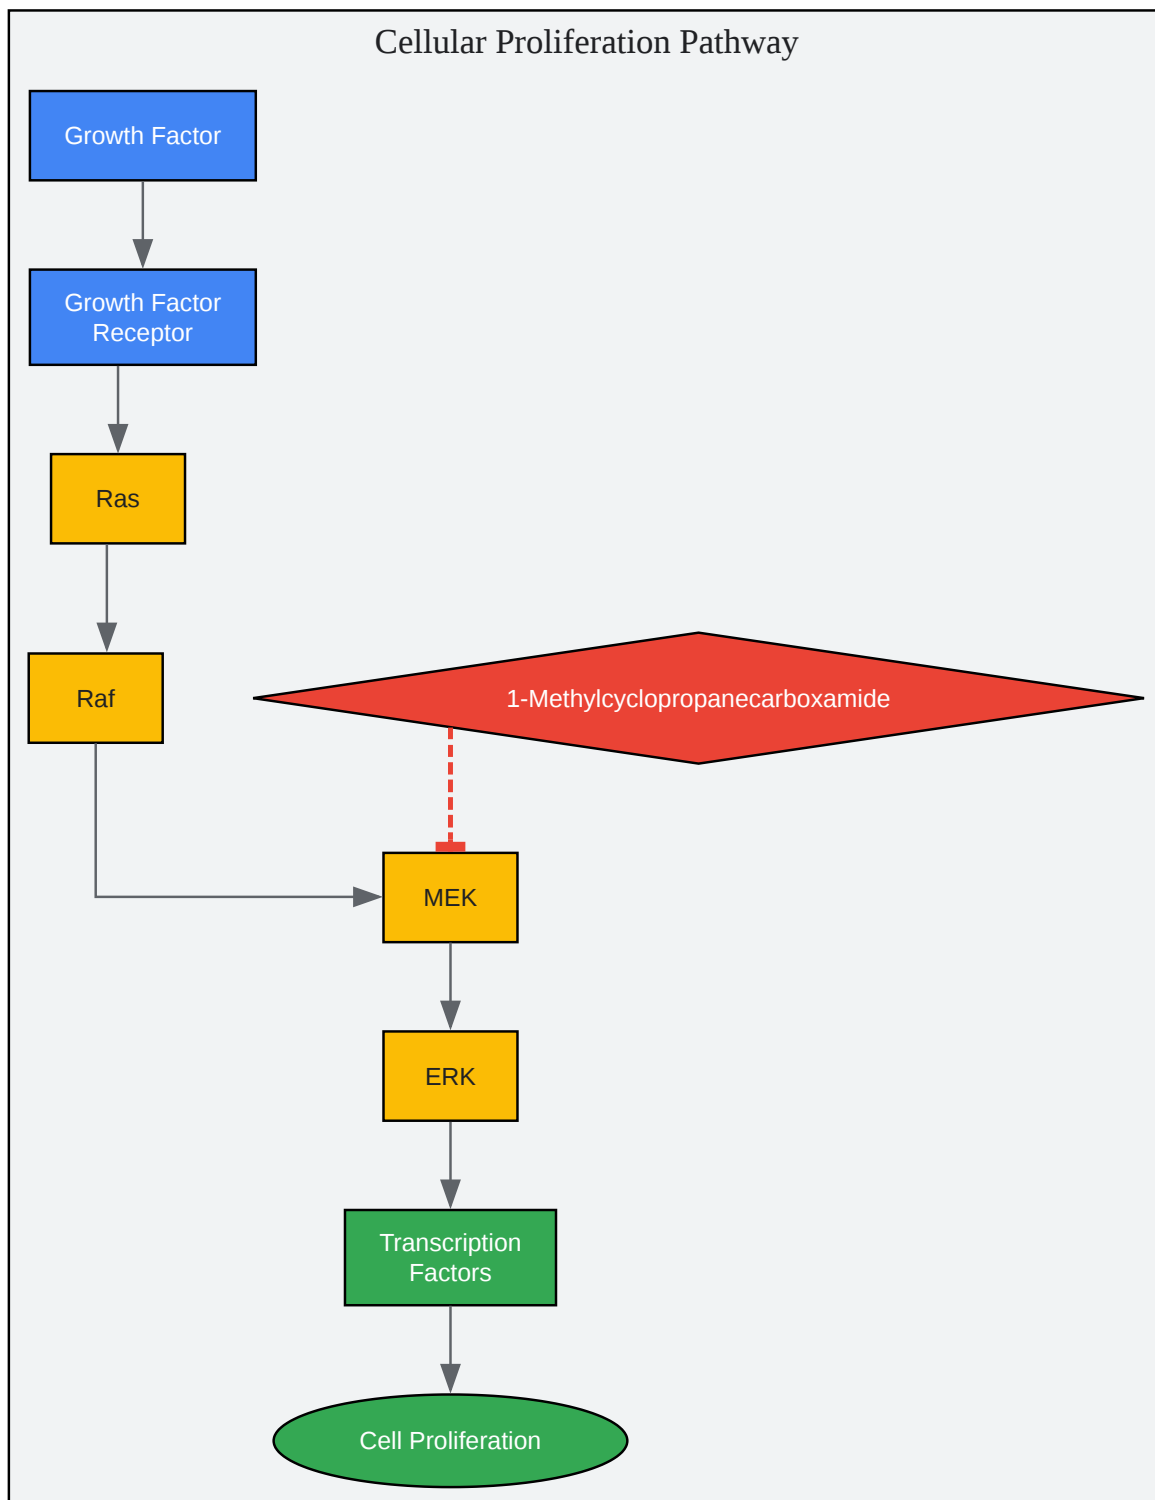 Cellular Proliferation Pathway
Growth Factor
Growth Factor
Receptor
Ras
Raf
1-Methylcyclopropanecarboxamide
MEK
ERK
Transcription
Factors
Cell Proliferation